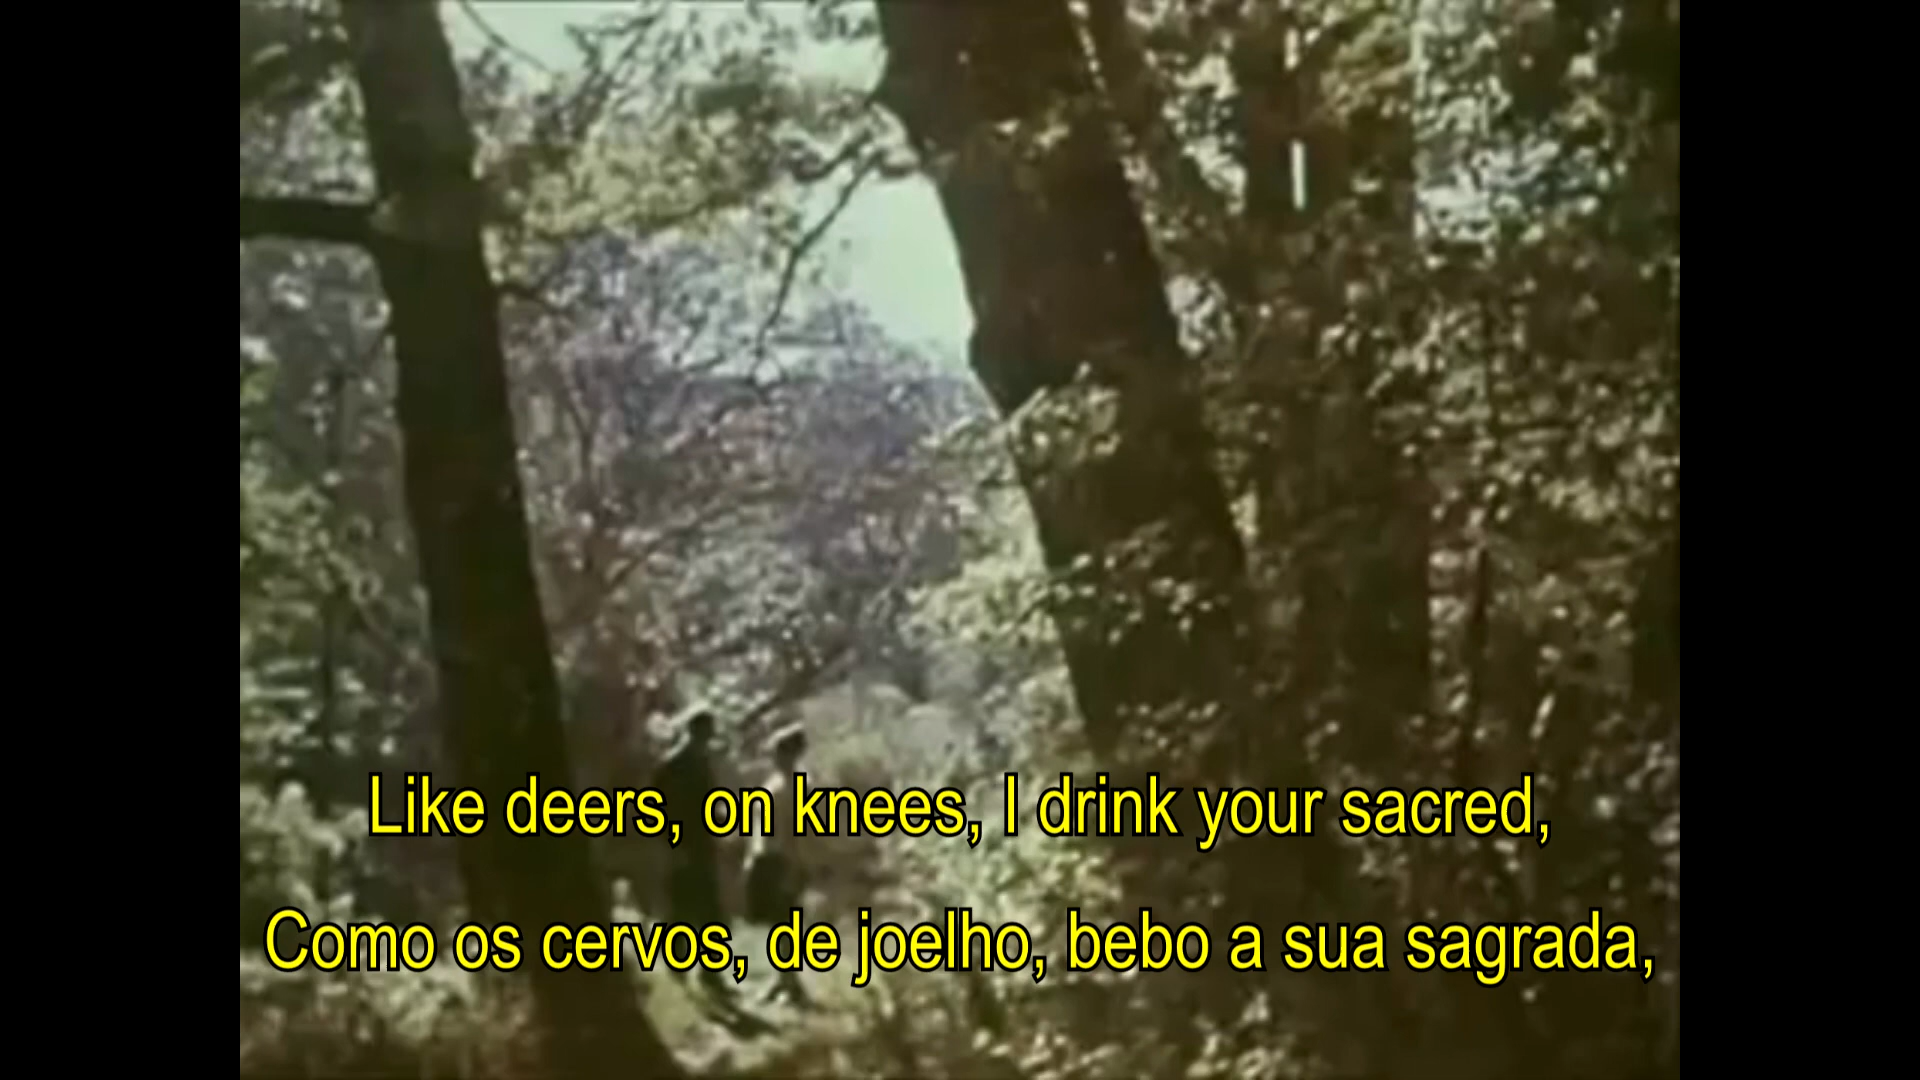 Like deers, on knees, I drink your sacred,
Como os cervos, de joelho, bebo a sua sagrada,